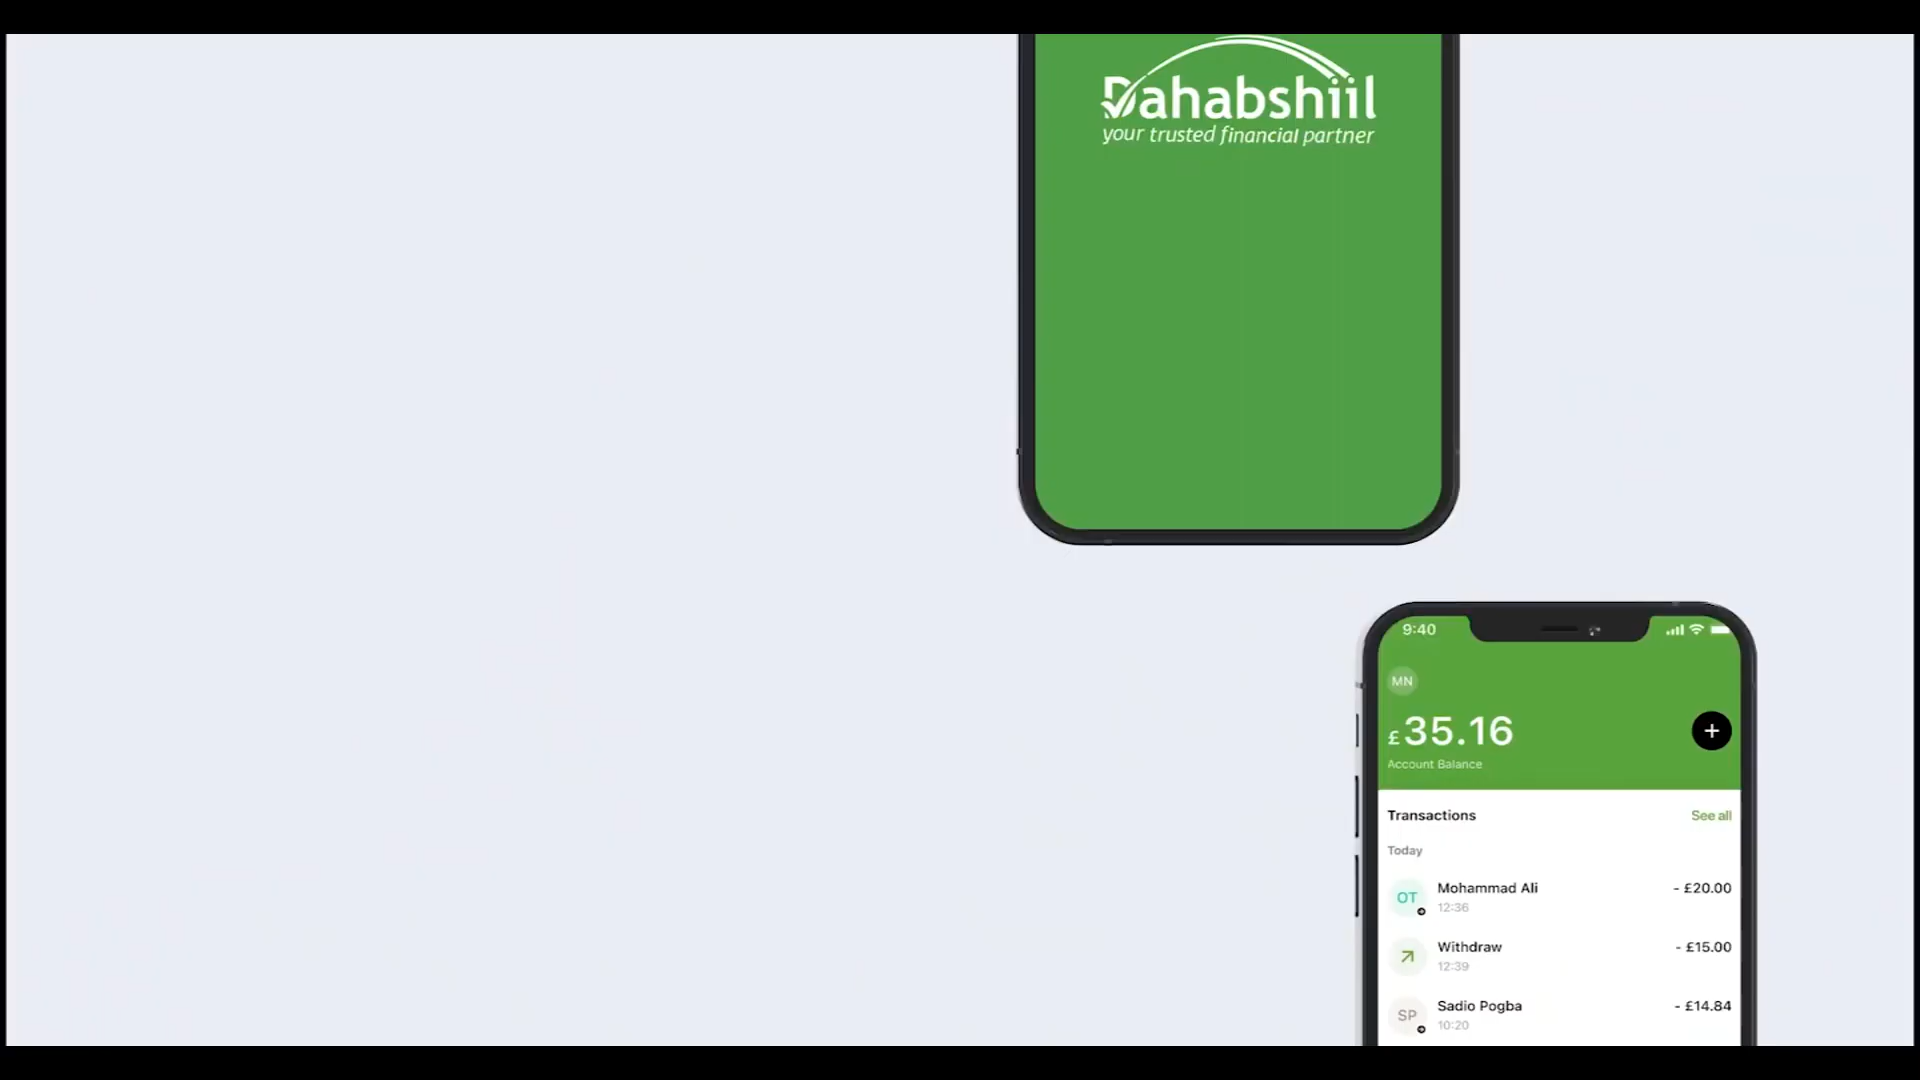 Dahabshiil
your trusted financial partner
9:40
MN
£35.16
Account Balance
Transactions
See all
Today
OT
Mohammad Ali
- £20.00
12:36
Withdraw
- £15.00
12:39
SP
Sadio Pogba
- £14.84
10:20